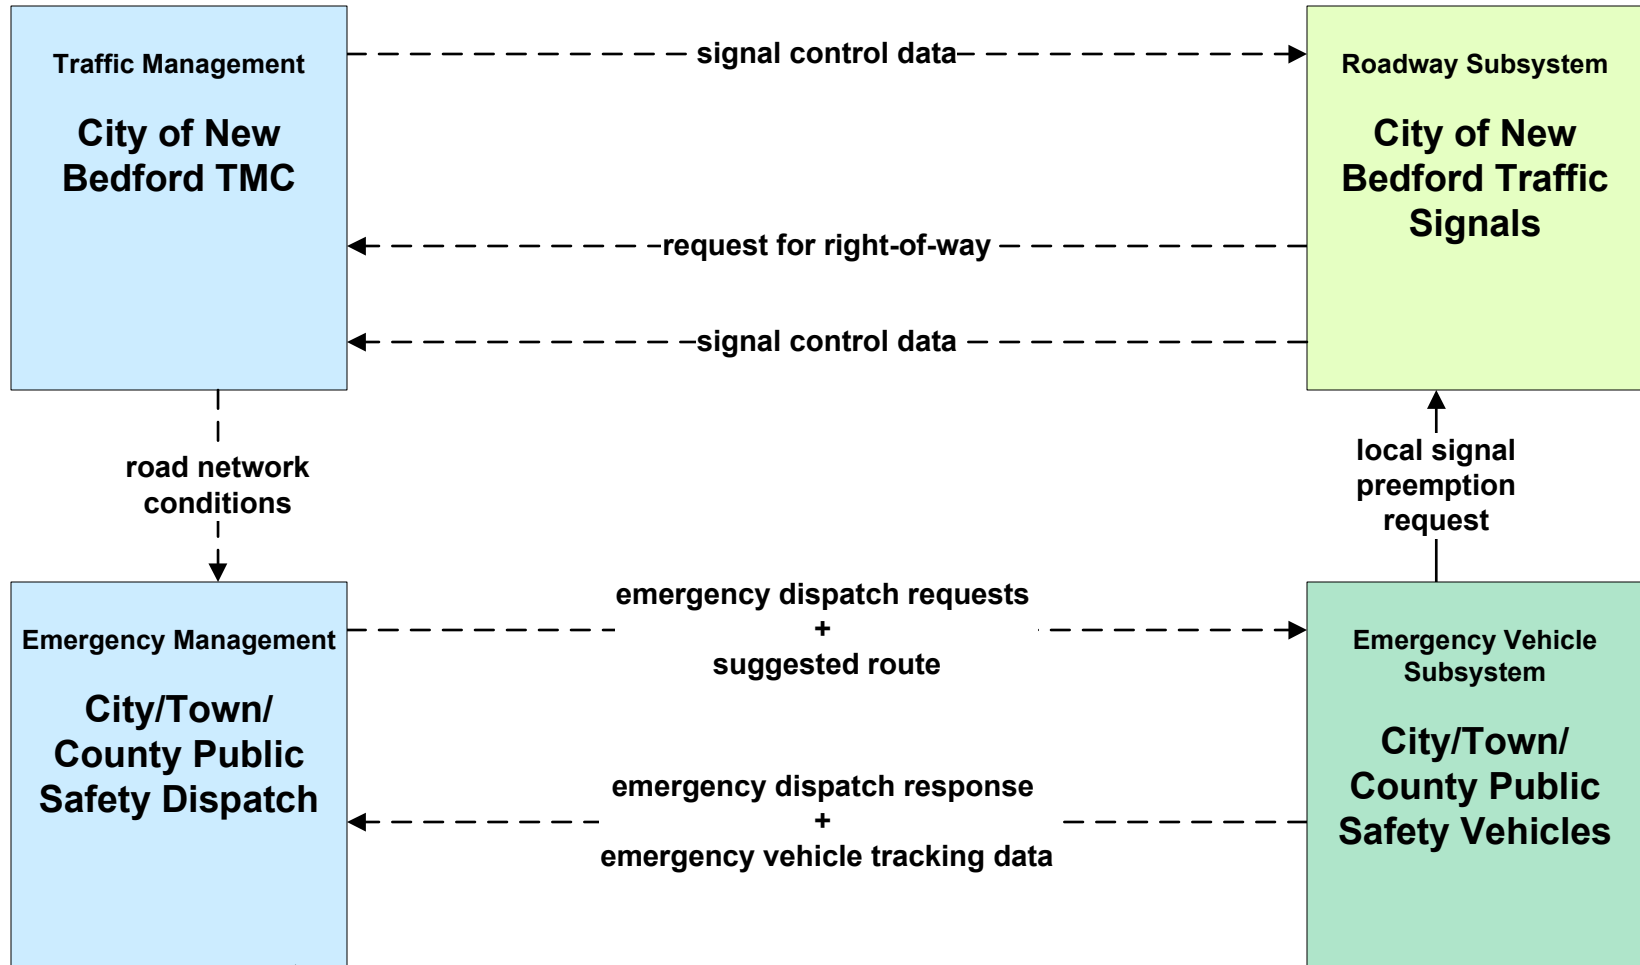 Traffic Management
City of New
Bedford TMC
signal control data
request for right-of-way
signal control data
Roadway Subsystem
City of New
Bedford Traffic
Signals
road network
conditions
local signal
preemption
request
Emergency Management
City/Town/
County Public
Safety Dispatch
emergency dispatch requests
+
suggested route
emergency dispatch response
+
emergency vehicle tracking data
Emergency Vehicle
Subsystem
City/Town/
County Public
Safety Vehicles